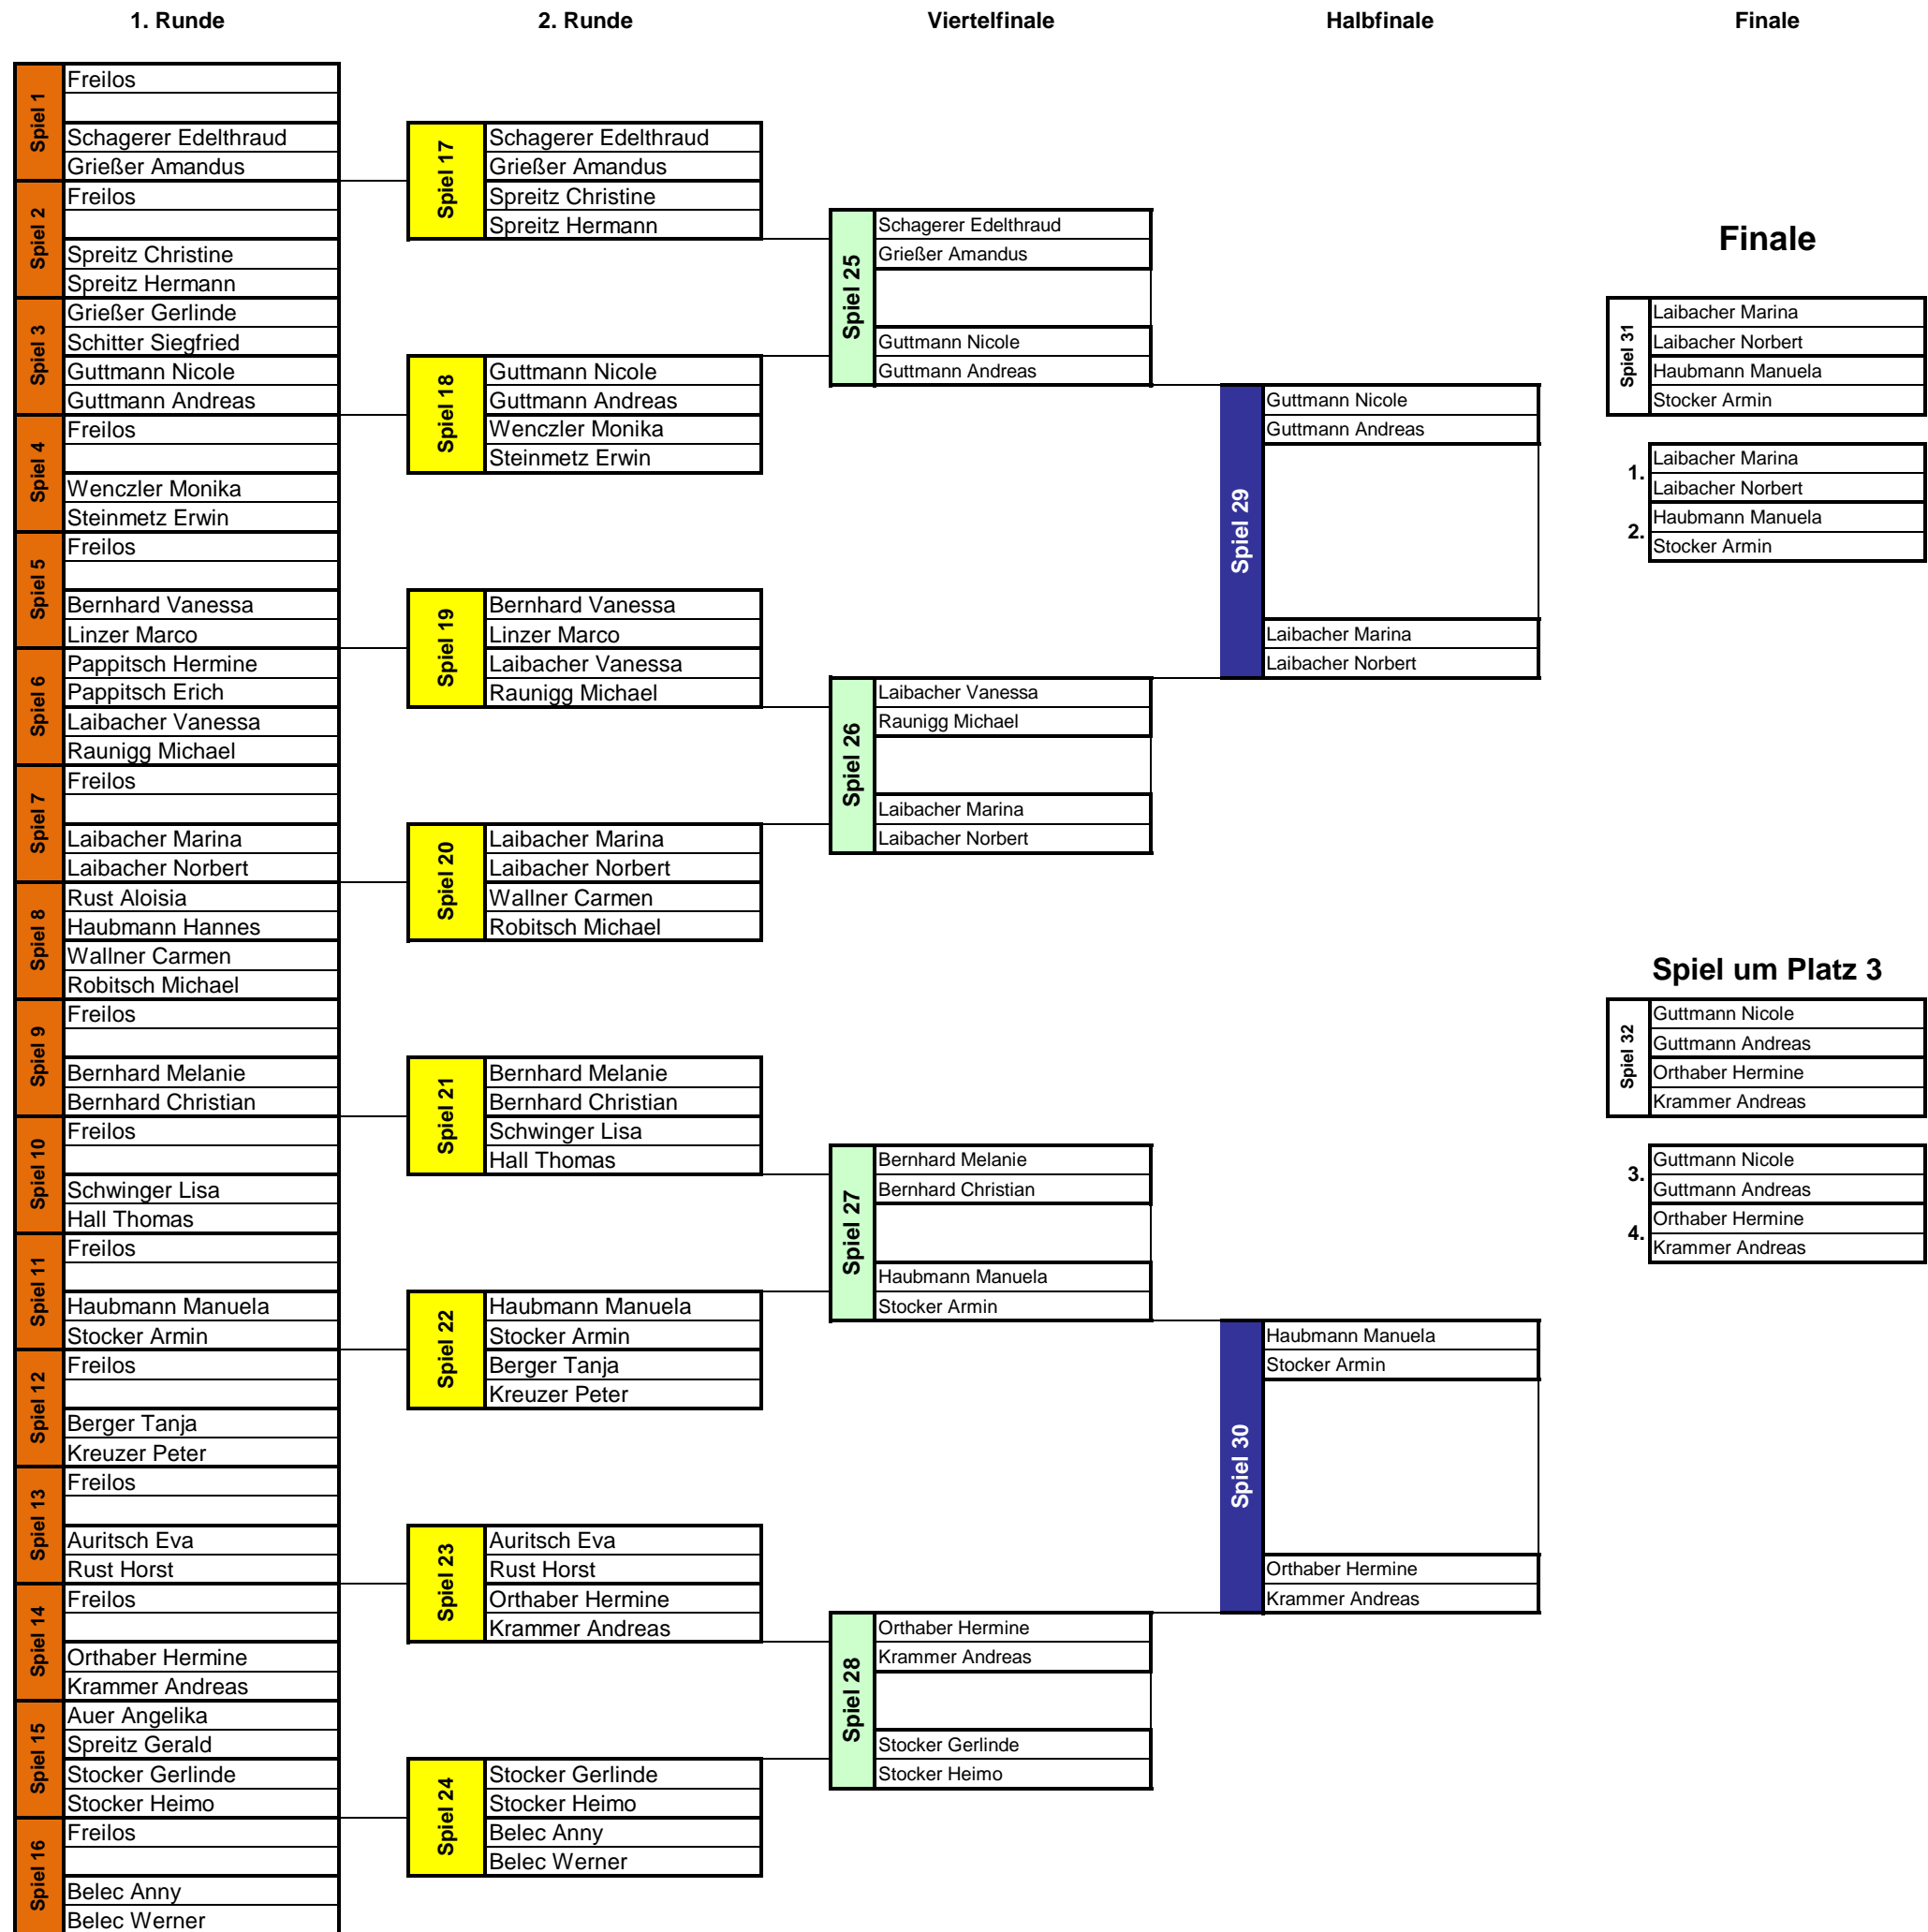 1. Runde
2. Runde
Viertelfinale
Halbfinale
Finale
Spiel 1
Freilos
Schagerer Edelthraud
Grießer Amandus
Spiel 2
Freilos
Spreitz Christine
Spreitz Hermann
Spiel 3
Grießer Gerlinde
Schitter Siegfried
Guttmann Nicole
Guttmann Andreas
Spiel 4
Freilos
Wenczler Monika
Steinmetz Erwin
Spiel 5
Freilos
Bernhard Vanessa
Linzer Marco
Spiel 6
Pappitsch Hermine
Pappitsch Erich
Laibacher Vanessa
Raunigg Michael
Spiel 7
Freilos
Laibacher Marina
Laibacher Norbert
Spiel 8
Rust Aloisia
Haubmann Hannes
Wallner Carmen
Robitsch Michael
Spiel 9
Freilos
Bernhard Melanie
Bernhard Christian
Spiel 10
Freilos
Schwinger Lisa
Hall Thomas
Spiel 11
Freilos
Haubmann Manuela
Stocker Armin
Spiel 12
Freilos
Berger Tanja
Kreuzer Peter
Spiel 13
Freilos
Auritsch Eva
Rust Horst
Spiel 14
Freilos
Orthaber Hermine
Krammer Andreas
Spiel 15
Auer Angelika
Spreitz Gerald
Stocker Gerlinde
Stocker Heimo
Spiel 16
Freilos
Belec Anny
Belec Werner
Spiel 17
Schagerer Edelthraud
Grießer Amandus
Spreitz Christine
Spreitz Hermann
Spiel 18
Guttmann Nicole
Guttmann Andreas
Wenczler Monika
Steinmetz Erwin
Spiel 19
Bernhard Vanessa
Linzer Marco
Laibacher Vanessa
Raunigg Michael
Spiel 20
Laibacher Marina
Laibacher Norbert
Wallner Carmen
Robitsch Michael
Spiel 21
Bernhard Melanie
Bernhard Christian
Schwinger Lisa
Hall Thomas
Spiel 22
Haubmann Manuela
Stocker Armin
Berger Tanja
Kreuzer Peter
Spiel 23
Auritsch Eva
Rust Horst
Orthaber Hermine
Krammer Andreas
Spiel 24
Stocker Gerlinde
Stocker Heimo
Belec Anny
Belec Werner
Spiel 25
Schagerer Edelthraud
Grießer Amandus
Guttmann Nicole
Guttmann Andreas
Spiel 26
Laibacher Vanessa
Raunigg Michael
Laibacher Marina
Laibacher Norbert
Spiel 27
Bernhard Melanie
Bernhard Christian
Haubmann Manuela
Stocker Armin
Spiel 28
Orthaber Hermine
Krammer Andreas
Stocker Gerlinde
Stocker Heimo
Spiel 29
Guttmann Nicole
Guttmann Andreas
Laibacher Marina
Laibacher Norbert
Spiel 30
Haubmann Manuela
Stocker Armin
Orthaber Hermine
Krammer Andreas
Finale
Spiel 31
Laibacher Marina
Laibacher Norbert
Haubmann Manuela
Stocker Armin
1.
Laibacher Marina
Laibacher Norbert
2.
Haubmann Manuela
Stocker Armin
Spiel um Platz 3
Spiel 32
Guttmann Nicole
Guttmann Andreas
Orthaber Hermine
Krammer Andreas
3.
Guttmann Nicole
Guttmann Andreas
4.
Orthaber Hermine
Krammer Andreas